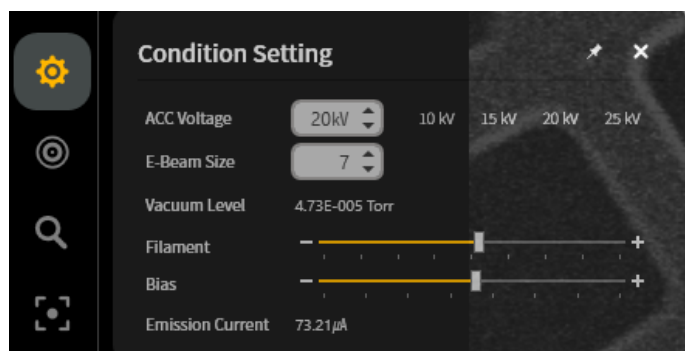 Condition Setting
ACC Voltage 20kV 10 kV 15 kV 20 kV 25 kV
E-Beam Size 7
Vacuum Level 4.73E-005 Torr
Filament − +
Bias − +
Emission Current 73.21㎂